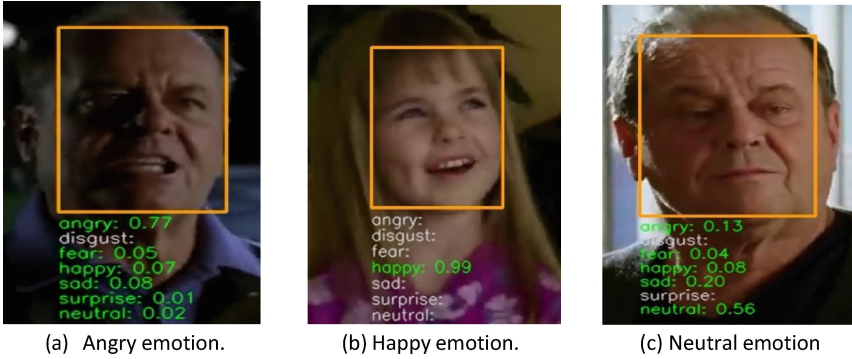 angry: 0.77
disgust:
fear: 0.05
happy: 0.07
sad: 0.08
surprise: 0.01
neutral: 0.02
(a) Angry emotion.
angry:
disgust:
fear:
happy: 0.99
sad:
surprise:
neutral:
(b) Happy emotion.
angry: 0.13
disgust:
fear: 0.04
happy: 0.08
sad: 0.20
surprise:
neutral: 0.56
(c) Neutral emotion